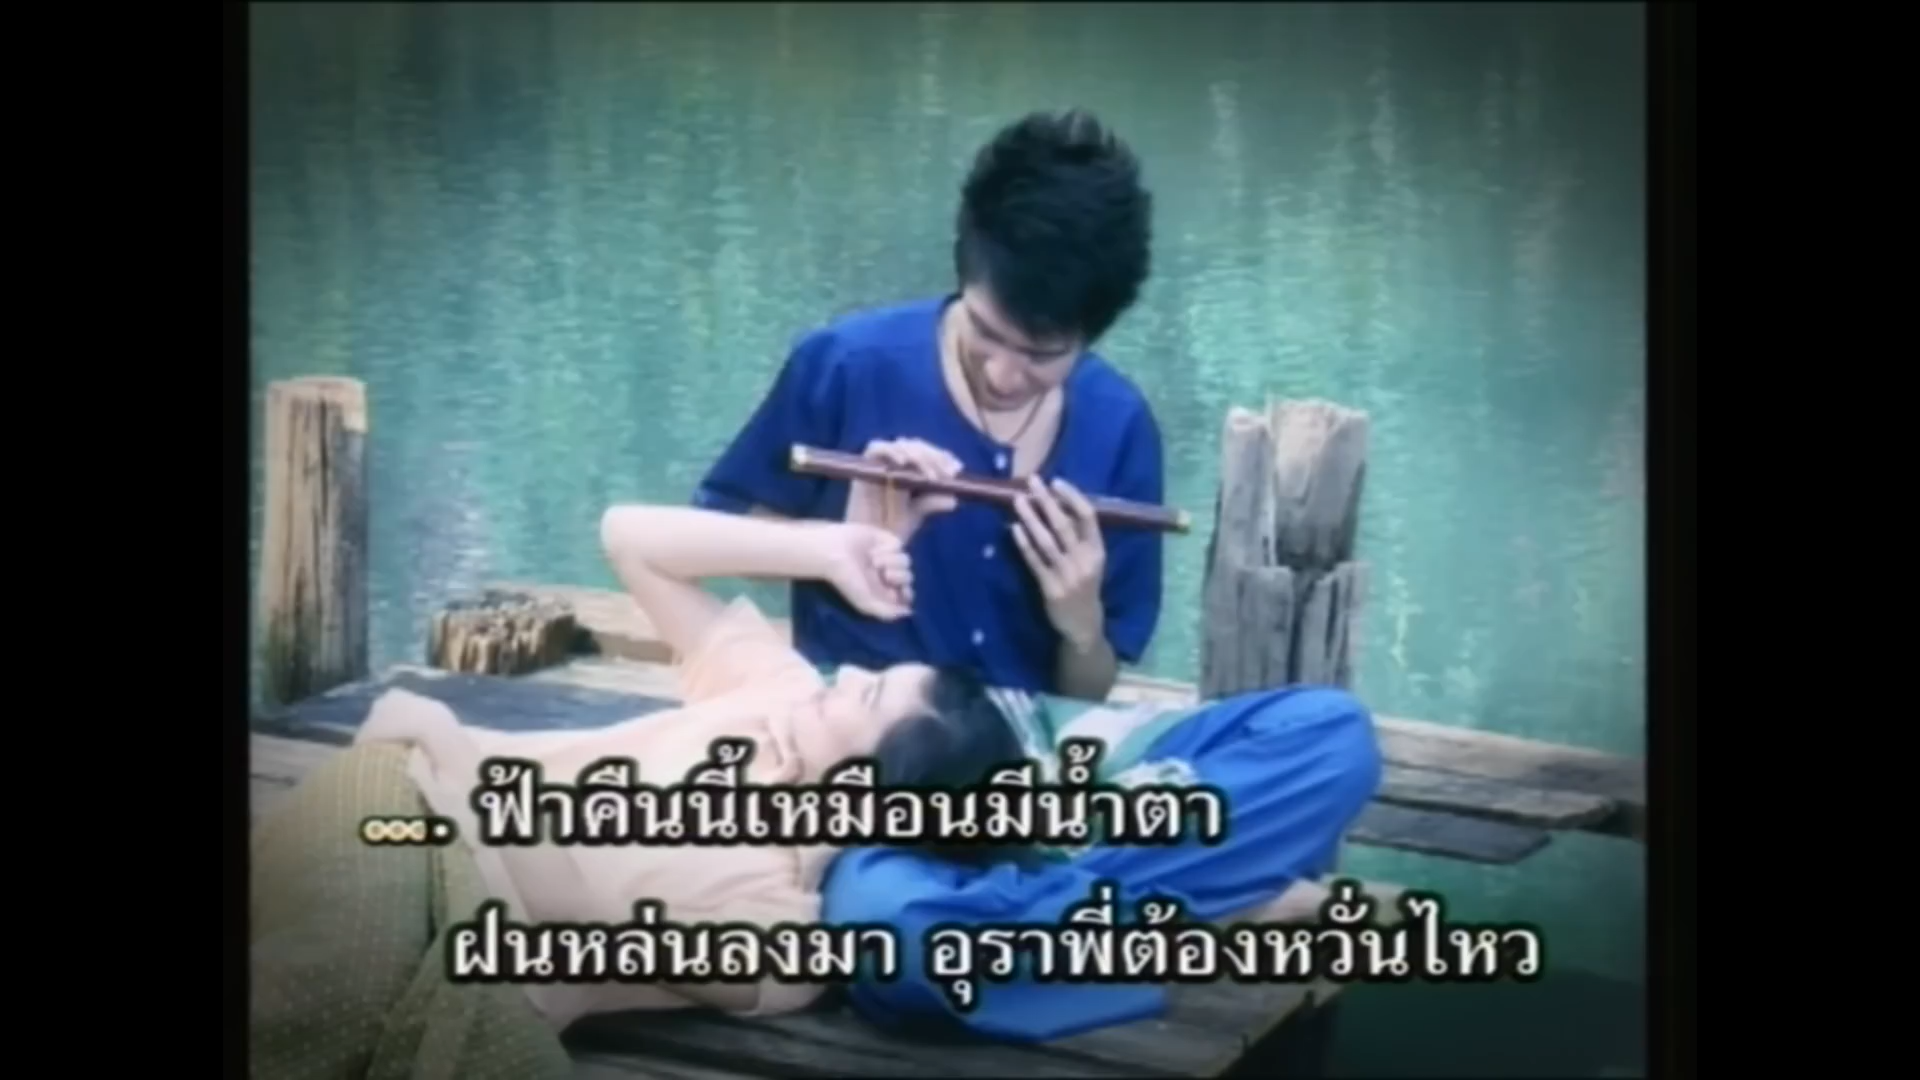 .... ฟ้าคืนนี้เหมือนมีน้ำตา
ฝนหล่นลงมา อุราพี่ต้องหวั่นไหว